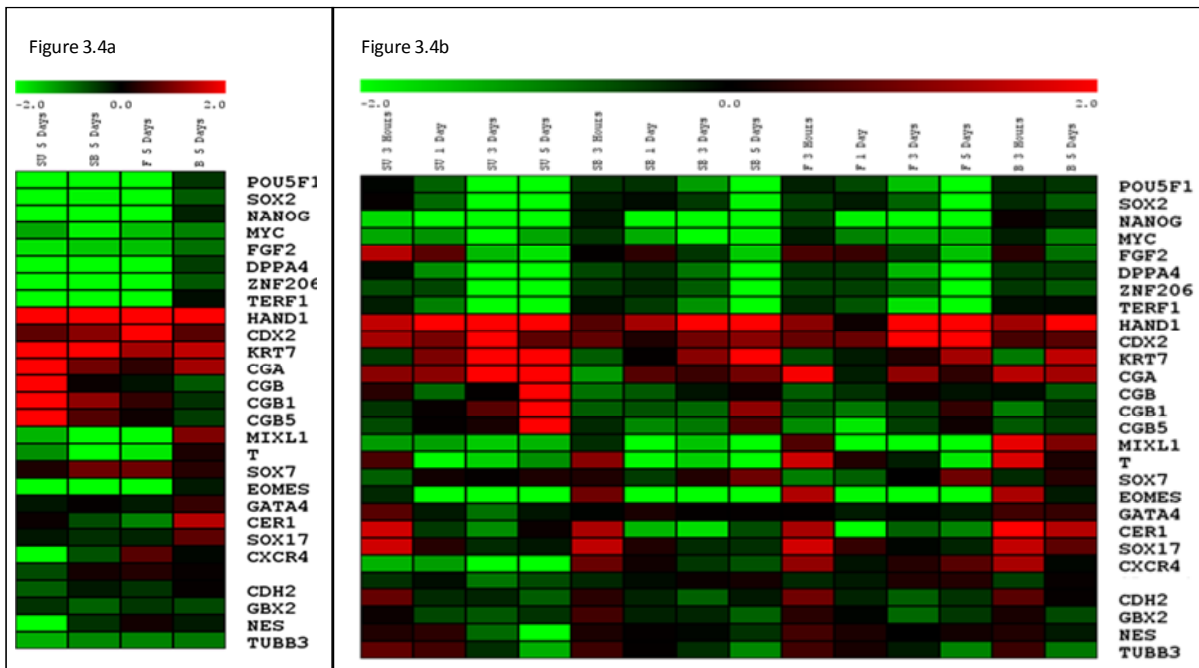 Figure 3.4a
-2.0 0.0 2.0
SU 5 Days
SB 5 Days
F 5 Days
B 5 Days
POU5F1
SOX2
NANOG
MYC
FGF2
DPPA4
ZNF206
TERF1
HAND1
CDX2
KRT7
CGA
CGB
CGB1
CGB5
MIXL1
T
SOX7
EOMES
GATA4
CER1
SOX17
CXCR4
CDH2
GBX2
NES
TUBB3
Figure 3.4b
-2.0 0.0 2.0
SU 3 Hours
SU 1 Day
SU 3 Days
SU 5 Days
SB 3 Hours
SB 1 Day
SB 3 Days
SB 5 Days
F 3 Hours
F 1 Day
F 3 Days
F 5 Days
B 3 Hours
B 5 Days
POU5F1
SOX2
NANOG
MYC
FGF2
DPPA4
ZNF206
TERF1
HAND1
CDX2
KRT7
CGA
CGB
CGB1
CGB5
MIXL1
T
SOX7
EOMES
GATA4
CER1
SOX17
CXCR4
CDH2
GBX2
NES
TUBB3